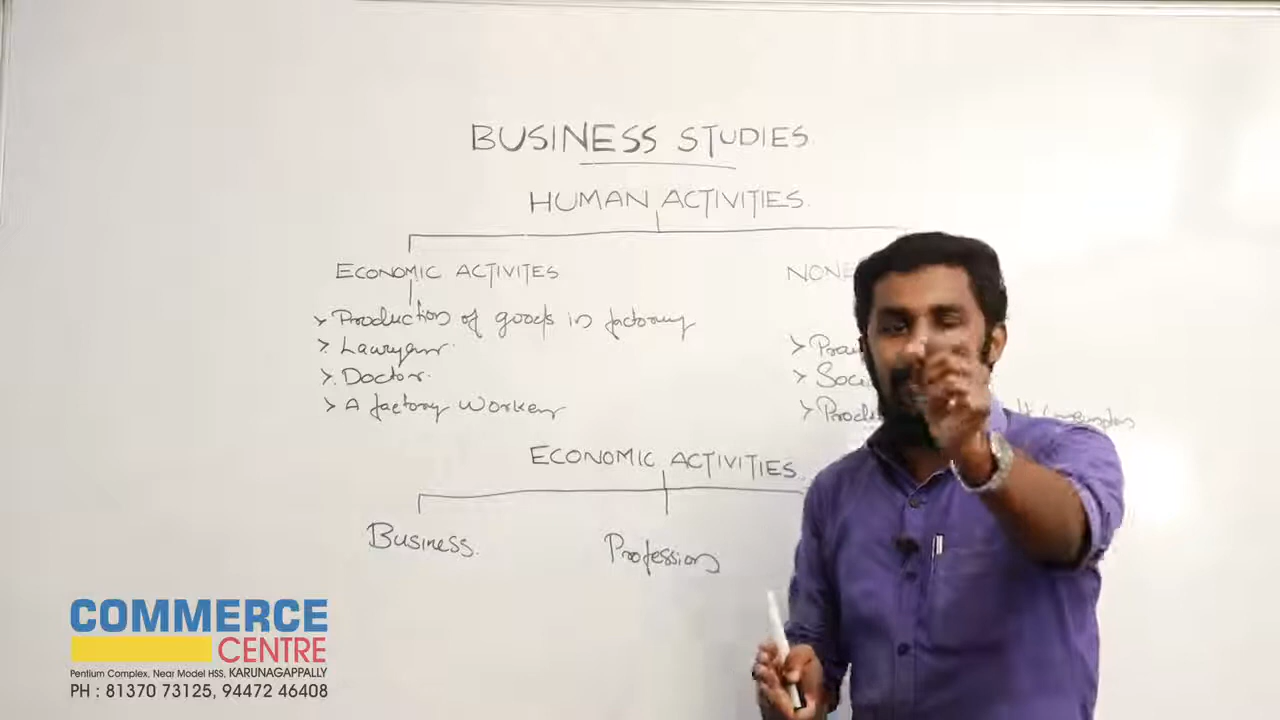 BUSINESS STUDIES
HUMAN ACTIVITIES.
ECONOMIC ACTIVITES
> Production of goods in factory
> Lawyer.
> Doctor.
> A factory Worker
ECONOMIC ACTIVITIES.
Business.
Profession
COMMERCE
CENTRE
Pentium Complex, Near Model HSS, KARUNAGAPPALLY
PH : 81370 73125, 94472 46408